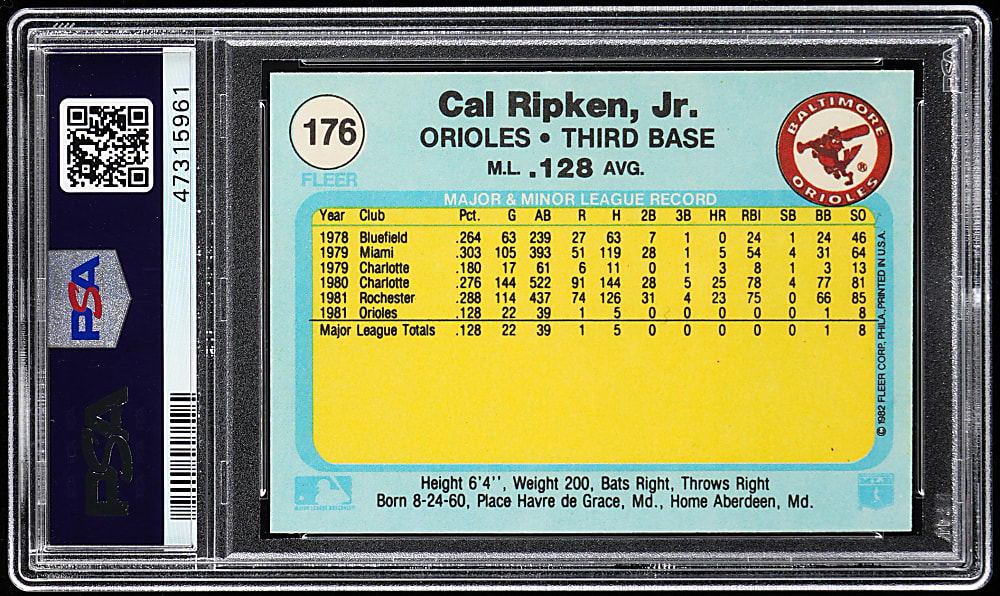 PSA
47315961
PSA
176
FLEER
Cal Ripken, Jr.
ORIOLES • THIRD BASE
M.L. .128 AVG.
BALTIMORE
ORIOLES
®
MAJOR & MINOR LEAGUE RECORD
Year Club Pct. G AB R H 2B 3B HR RBI SB BB SO
1978 Bluefield .264 63 239 27 63 7 1 0 24 1 24 46
1979 Miami .303 105 393 51 119 28 1 5 54 4 31 64
1979 Charlotte .180 17 61 6 11 0 1 3 8 1 3 13
1980 Charlotte .276 144 522 91 144 28 5 25 78 4 77 81
1981 Rochester .288 114 437 74 126 31 4 23 75 0 66 85
1981 Orioles .128 22 39 1 5 0 0 0 0 0 1 8
Major League Totals .128 22 39 1 5 0 0 0 0 0 1 8
© 1982 FLEER CORP., PHILA., PRINTED IN U.S.A.
Height 6'4'', Weight 200, Bats Right, Throws Right
Born 8-24-60, Place Havre de Grace, Md., Home Aberdeen, Md.
MAJOR LEAGUE BASEBALL